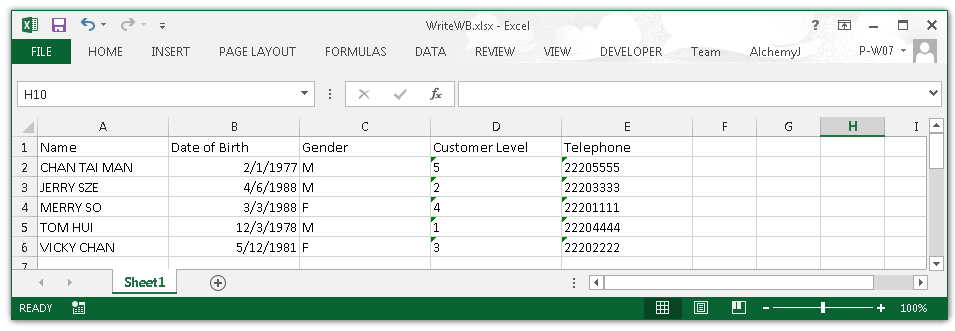 WriteWB.xlsx - Excel
FILE HOME INSERT PAGE LAYOUT FORMULAS DATA REVIEW VIEW DEVELOPER Team AlchemyJ P-W07
H10 fx
A B C D E F G H I
1 Name Date of Birth Gender Customer Level Telephone
2 CHAN TAI MAN 2/1/1977 M 5 22205555
3 JERRY SZE 4/6/1988 M 2 22203333
4 MERRY SO 3/3/1988 F 4 22201111
5 TOM HUI 12/3/1978 M 1 22204444
6 VICKY CHAN 5/12/1981 F 3 22202222
7
Sheet1
READY 100%